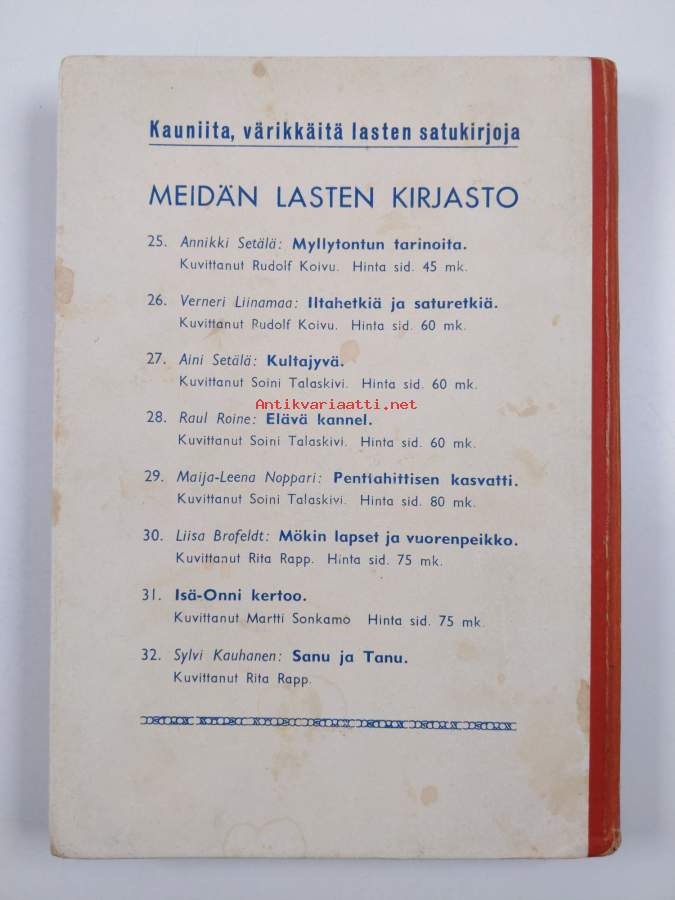 Kauniita, värikkäitä lasten satukirjoja
MEIDÄN LASTEN KIRJASTO
25. Annikki Setälä: Myllytontun tarinoita.
Kuvittanut Rudolf Koivu. Hinta sid. 45 mk.
26. Verneri Liinamaa: Iltahetkiä ja saturetkiä.
Kuvittanut Rudolf Koivu. Hinta sid. 60 mk.
27. Aini Setälä: Kultajyvä.
Kuvittanut Soini Talaskivi. Hinta sid. 60 mk.
Antikvariaatti.net
28. Raul Roine: Elävä kannel.
Kuvittanut Soini Talaskivi. Hinta sid. 60 mk.
29. Maija-Leena Noppari: Penttahittisen kasvatti.
Kuvittanut Soini Talaskivi. Hinta sid. 80 mk.
30. Liisa Brofeldt: Mökin lapset ja vuorenpeikko.
Kuvittanut Rita Rapp. Hinta sid. 75 mk.
31. Isä-Onni kertoo.
Kuvittanut Martti Sonkamo Hinta sid. 75 mk.
32. Sylvi Kauhanen: Sanu ja Tanu.
Kuvittanut Rita Rapp.